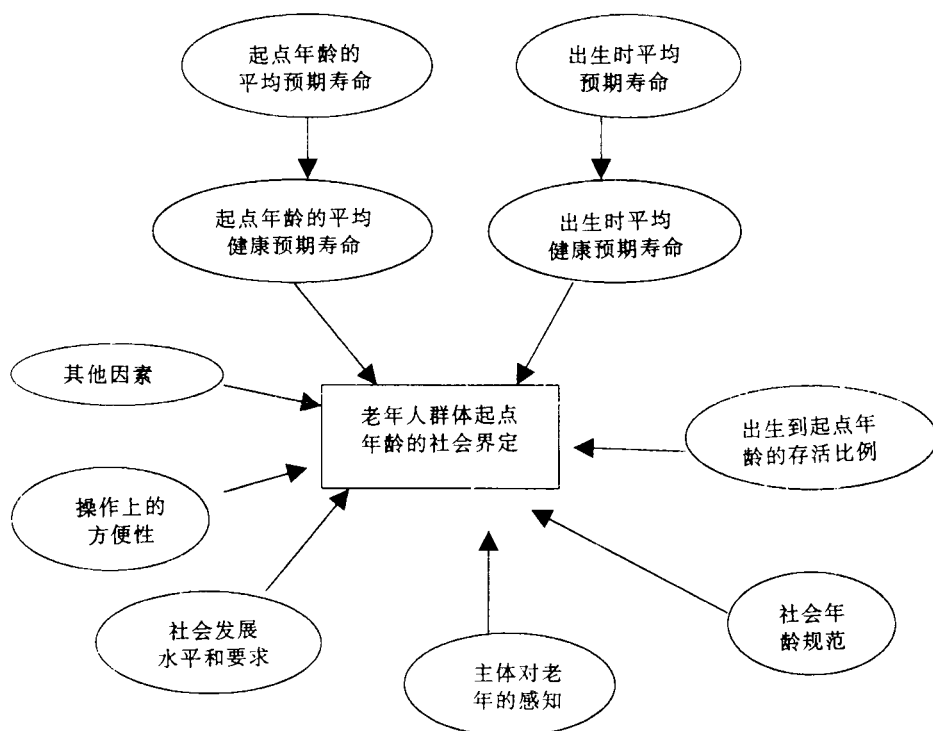 起点年龄的
平均预期寿命
出生时平均
预期寿命
起点年龄的平均
健康预期寿命
出生时平均
健康预期寿命
其他因素
老年人群体起点
年龄的社会界定
出生到起点年
龄的存活比例
操作上的
方便性
社会发展
水平和要求
主体对老
年的感知
社会年
龄规范